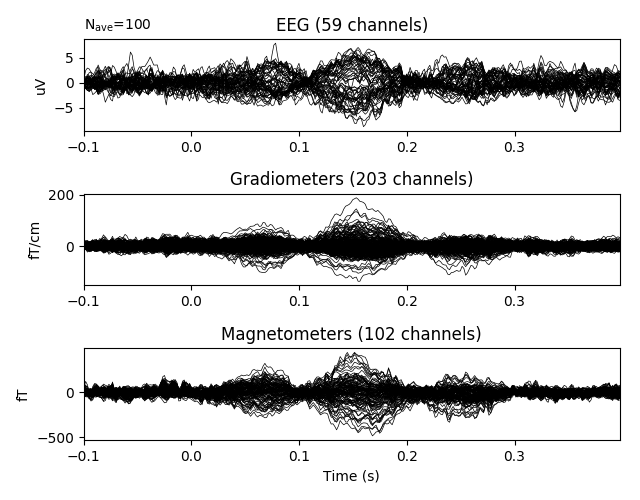 N_ave=100
EEG (59 channels)
5
0
−5
uV
−0.1 0.0 0.1 0.2 0.3
Gradiometers (203 channels)
200
0
fT/cm
−0.1 0.0 0.1 0.2 0.3
Magnetometers (102 channels)
0
−500
fT
−0.1 0.0 0.1 0.2 0.3
Time (s)